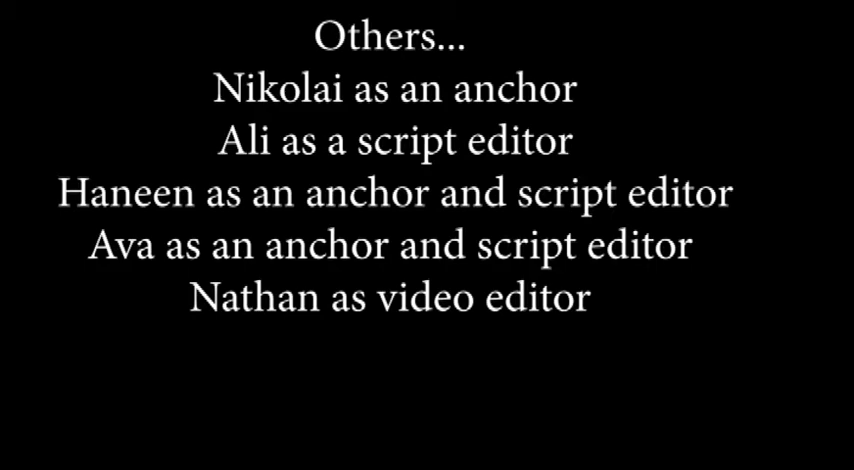 Others...
Nikolai as an anchor
Ali as a script editor
Haneen as an anchor and script editor
Ava as an anchor and script editor
Nathan as video editor